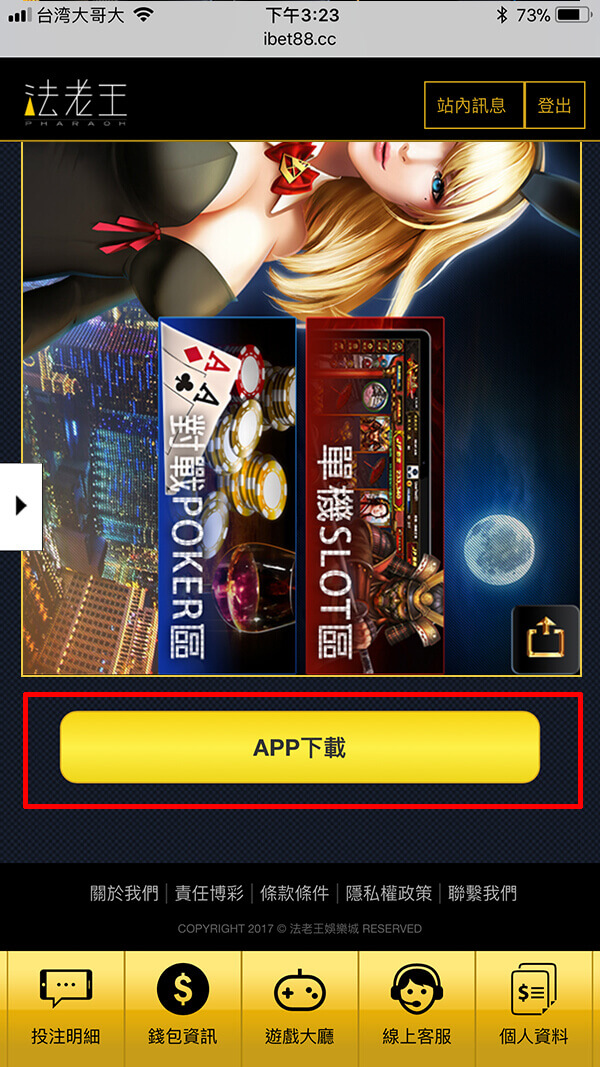 台湾大哥大 下午3:23 73%
ibet88.cc
法老王
PHARAOH
站內訊息 登出
單機SLOT區
對戰POKER區
APP下載
關於我們 | 責任博彩 | 條款條件 | 隱私權政策 | 聯繫我們
COPYRIGHT 2017 © 法老王娛樂城 RESERVED
投注明細 錢包資訊 遊戲大廳 線上客服 個人資料